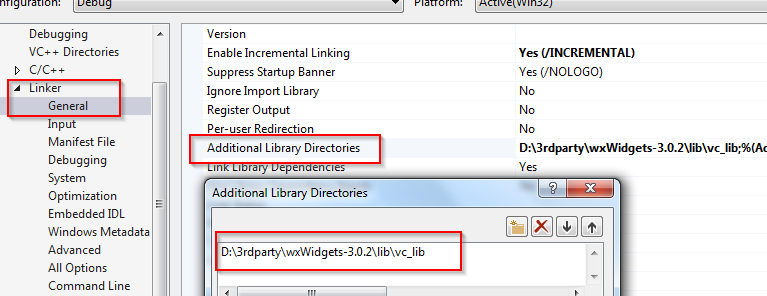 onfiguration: Debug Platform: Active(Win32)
Debugging
VC++ Directories
C/C++
Linker
General
Input
Manifest File
Debugging
System
Optimization
Embedded IDL
Windows Metadata
Advanced
All Options
Command Line
Version
Enable Incremental Linking Yes (/INCREMENTAL)
Suppress Startup Banner Yes (/NOLOGO)
Ignore Import Library No
Register Output No
Per-user Redirection No
Additional Library Directories D:\3rdparty\wxWidgets-3.0.2\lib\vc_lib;%(Ad
Link Library Dependencies Yes
Additional Library Directories
D:\3rdparty\wxWidgets-3.0.2\lib\vc_lib